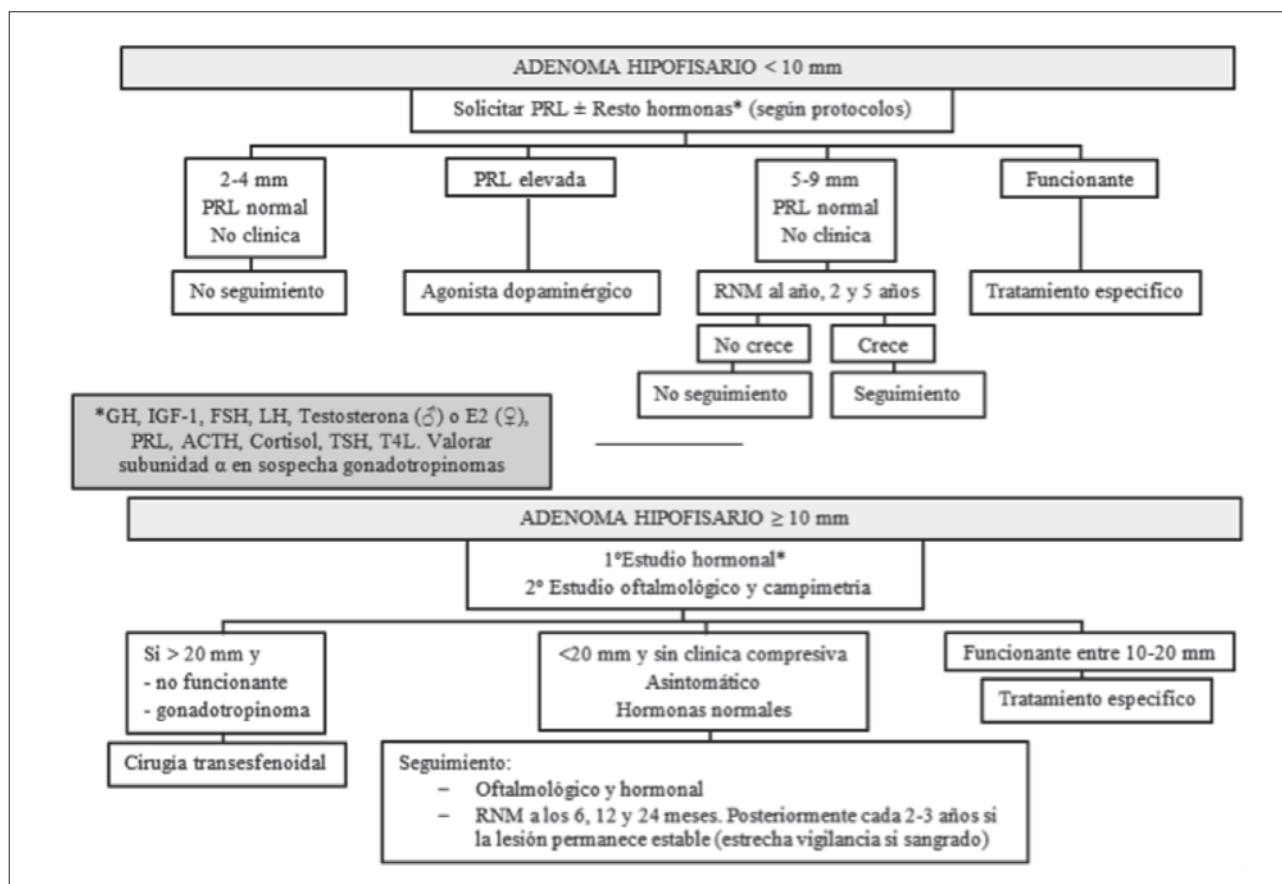 ADENOMA HIPOFISARIO < 10 mm
Solicitar PRL ± Resto hormonas* (según protocolos)
2-4 mm
PRL normal
No clínica
PRL elevada
5-9 mm
PRL normal
No clínica
Funcionante
No seguimiento
Agonista dopaminérgico
RNM al año, 2 y 5 años
Tratamiento específico
No crece
Crece
No seguimiento
Seguimiento
*GH, IGF-1, FSH, LH, Testosterona (♂) o E2 (♀),
PRL, ACTH, Cortisol, TSH, T4L. Valorar
subunidad α en sospecha gonadotropinomas
ADENOMA HIPOFISARIO ≥ 10 mm
1ºEstudio hormonal*
2º Estudio oftalmológico y campimetría
Si > 20 mm y
- no funcionante
- gonadotropinoma
<20 mm y sin clínica compresiva
Asintomático
Hormonas normales
Funcionante entre 10-20 mm
Tratamiento específico
Cirugía transesfenoidal
Seguimiento:
– Oftalmológico y hormonal
– RNM a los 6, 12 y 24 meses. Posteriormente cada 2-3 años si
la lesión permanece estable (estrecha vigilancia si sangrado)